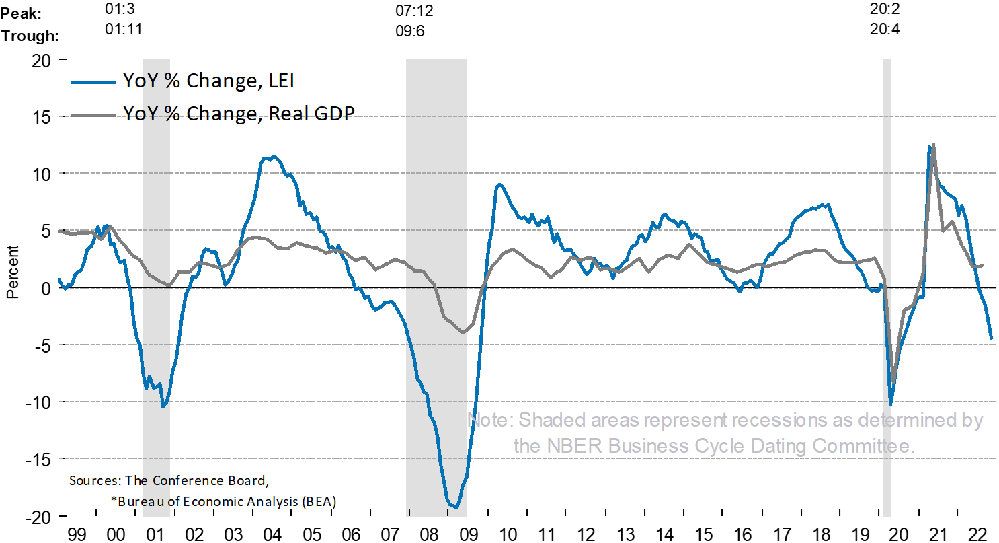 Peak: 01:3 07:12 20:2
Trough: 01:11 09:6 20:4
20
YoY % Change, LEI
15
YoY % Change, Real GDP
10
5
Percent
0
-5
-10
Note: Shaded areas represent recessions as determined by
the NBER Business Cycle Dating Committee.
-15
Sources: The Conference Board,
*Bureau of Economic Analysis (BEA)
-20
99 00 01 02 03 04 05 06 07 08 09 10 11 12 13 14 15 16 17 18 19 20 21 22